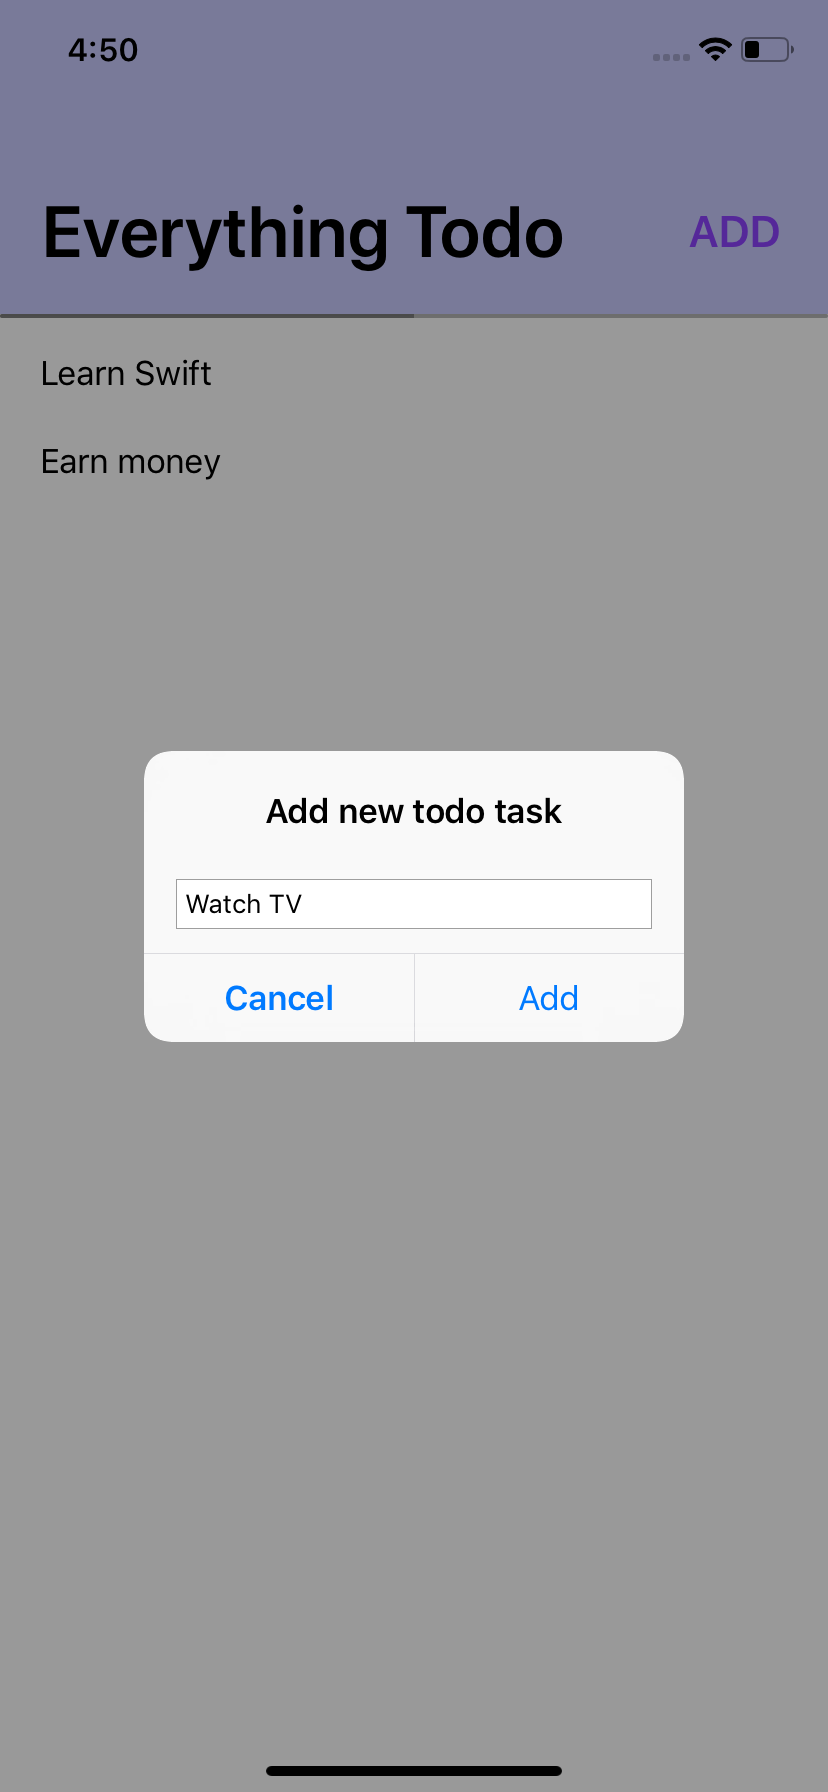 4:50
Everything Todo
ADD
Learn Swift
Earn money
Add new todo task
Watch TV
Cancel
Add